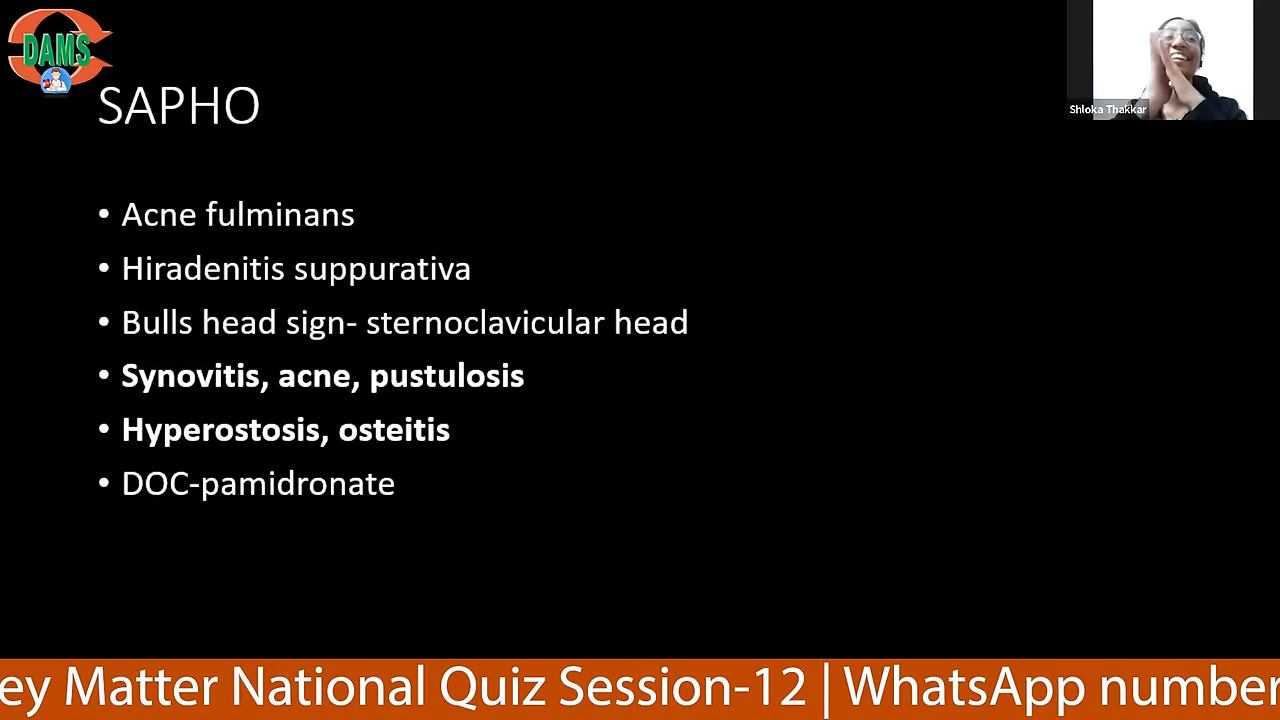 DAMS
SAPHO
Shloka Thakkar
• Acne fulminans
• Hiradenitis suppurativa
• Bulls head sign- sternoclavicular head
• Synovitis, acne, pustulosis
• Hyperostosis, osteitis
• DOC-pamidronate
ey Matter National Quiz Session-12 | WhatsApp number